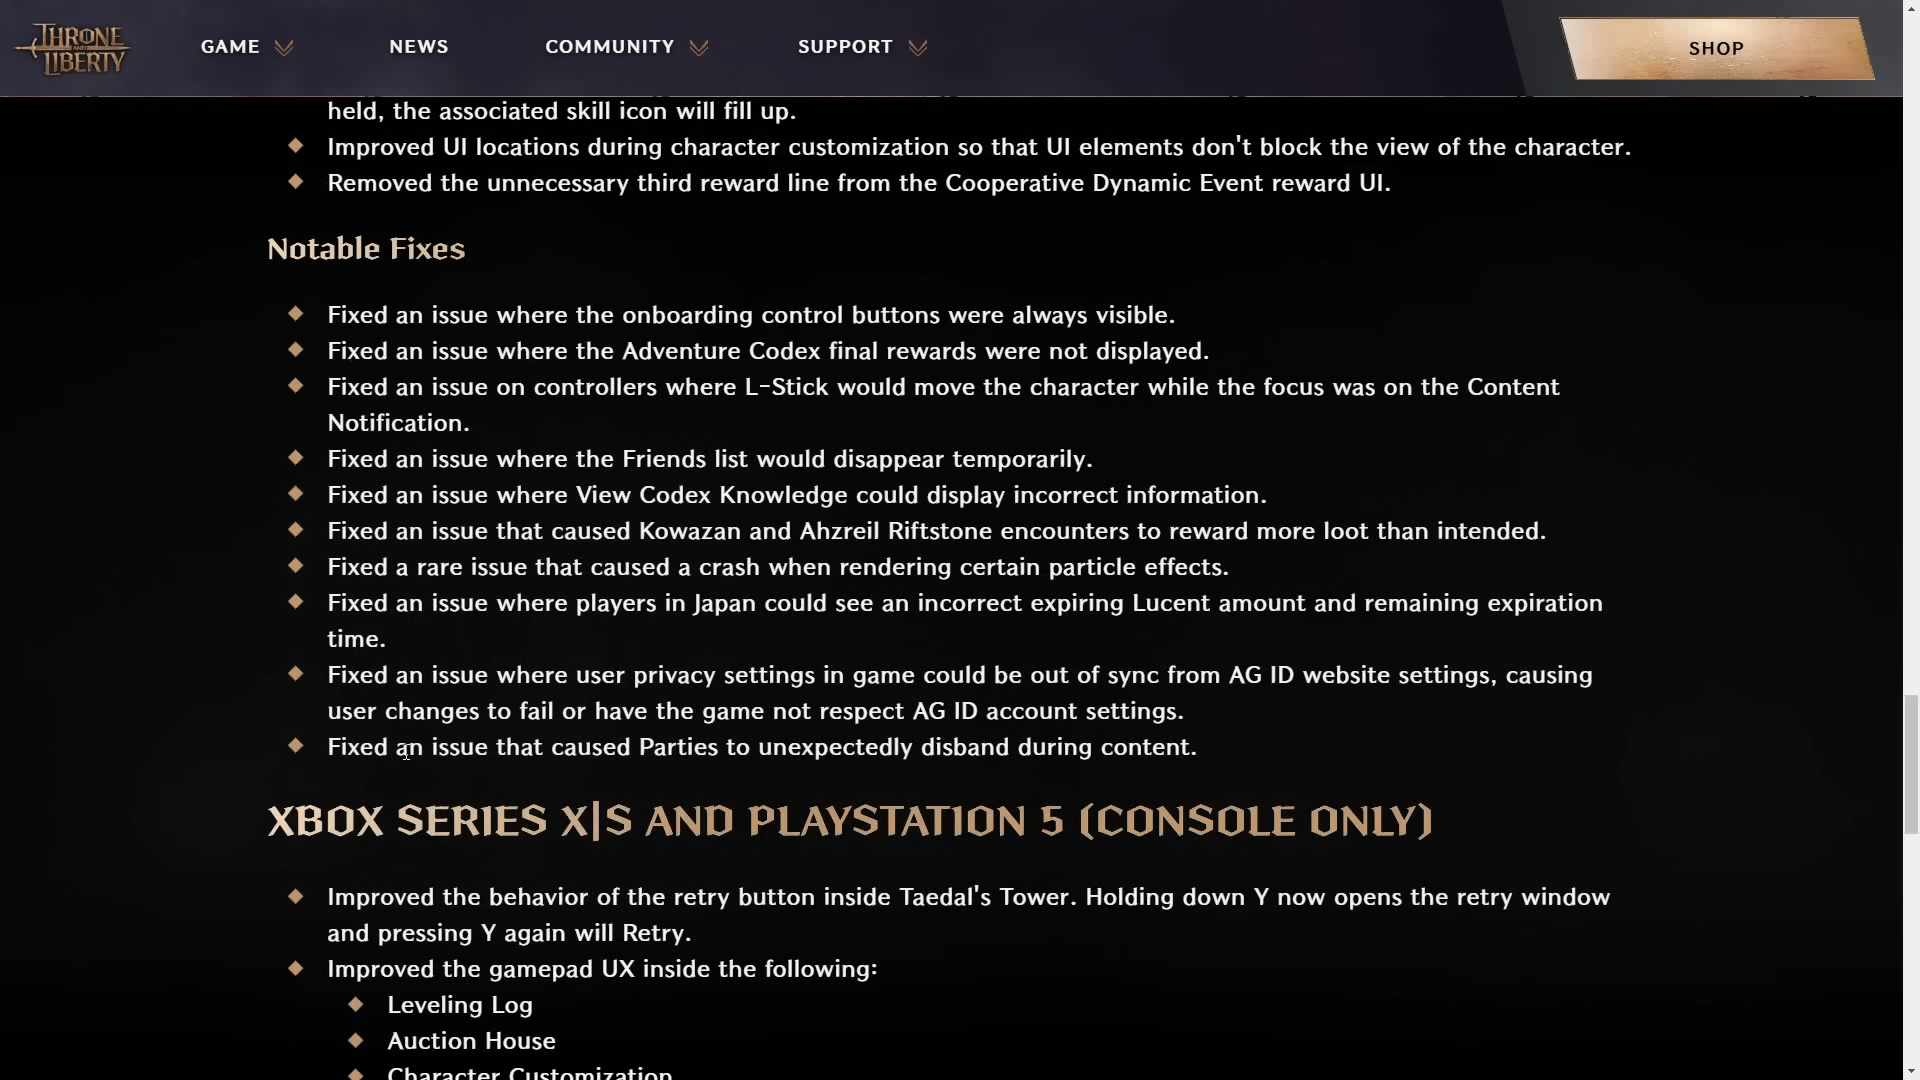 THRONE
AND
LIBERTY
GAME
NEWS
COMMUNITY
SUPPORT
SHOP
held, the associated skill icon will fill up.
Improved UI locations during character customization so that UI elements don't block the view of the character.
Removed the unnecessary third reward line from the Cooperative Dynamic Event reward UI.
Notable Fixes
Fixed an issue where the onboarding control buttons were always visible.
Fixed an issue where the Adventure Codex final rewards were not displayed.
Fixed an issue on controllers where L-Stick would move the character while the focus was on the Content
Notification.
Fixed an issue where the Friends list would disappear temporarily.
Fixed an issue where View Codex Knowledge could display incorrect information.
Fixed an issue that caused Kowazan and Ahzreil Riftstone encounters to reward more loot than intended.
Fixed a rare issue that caused a crash when rendering certain particle effects.
Fixed an issue where players in Japan could see an incorrect expiring Lucent amount and remaining expiration
time.
Fixed an issue where user privacy settings in game could be out of sync from AG ID website settings, causing
user changes to fail or have the game not respect AG ID account settings.
Fixed an issue that caused Parties to unexpectedly disband during content.
XBOX SERIES X|S AND PLAYSTATION 5 (CONSOLE ONLY)
Improved the behavior of the retry button inside Taedal's Tower. Holding down Y now opens the retry window
and pressing Y again will Retry.
Improved the gamepad UX inside the following:
Leveling Log
Auction House
Character Customization